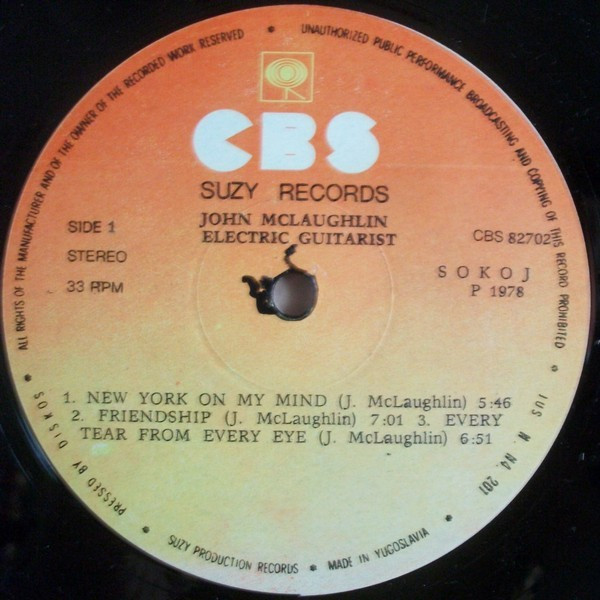 ALL RIGHTS OF THE MANUFACTURER AND OF THE OWNER OF THE RECORDED WORK RESERVED
UNAUTHORIZED PUBLIC PERFORMANCE BROADCASTING AND COPYING OF THIS RECORD PROHIBITED
CBS
SUZY RECORDS
JOHN MCLAUGHLIN
ELECTRIC GUITARIST
SIDE 1
STEREO
33 RPM
CBS 82702
SOKOJ
P 1978
1. NEW YORK ON MY MIND (J. McLaughlin) 5:46
2. FRIENDSHIP (J. McLaughlin) 7:01 3. EVERY
TEAR FROM EVERY EYE (J. McLaughlin) 6:51
PRESSED BY DISKOS
SUZY PRODUCTION RECORDS • MADE IN YUGOSLAVIA
JUS N. N4. 201